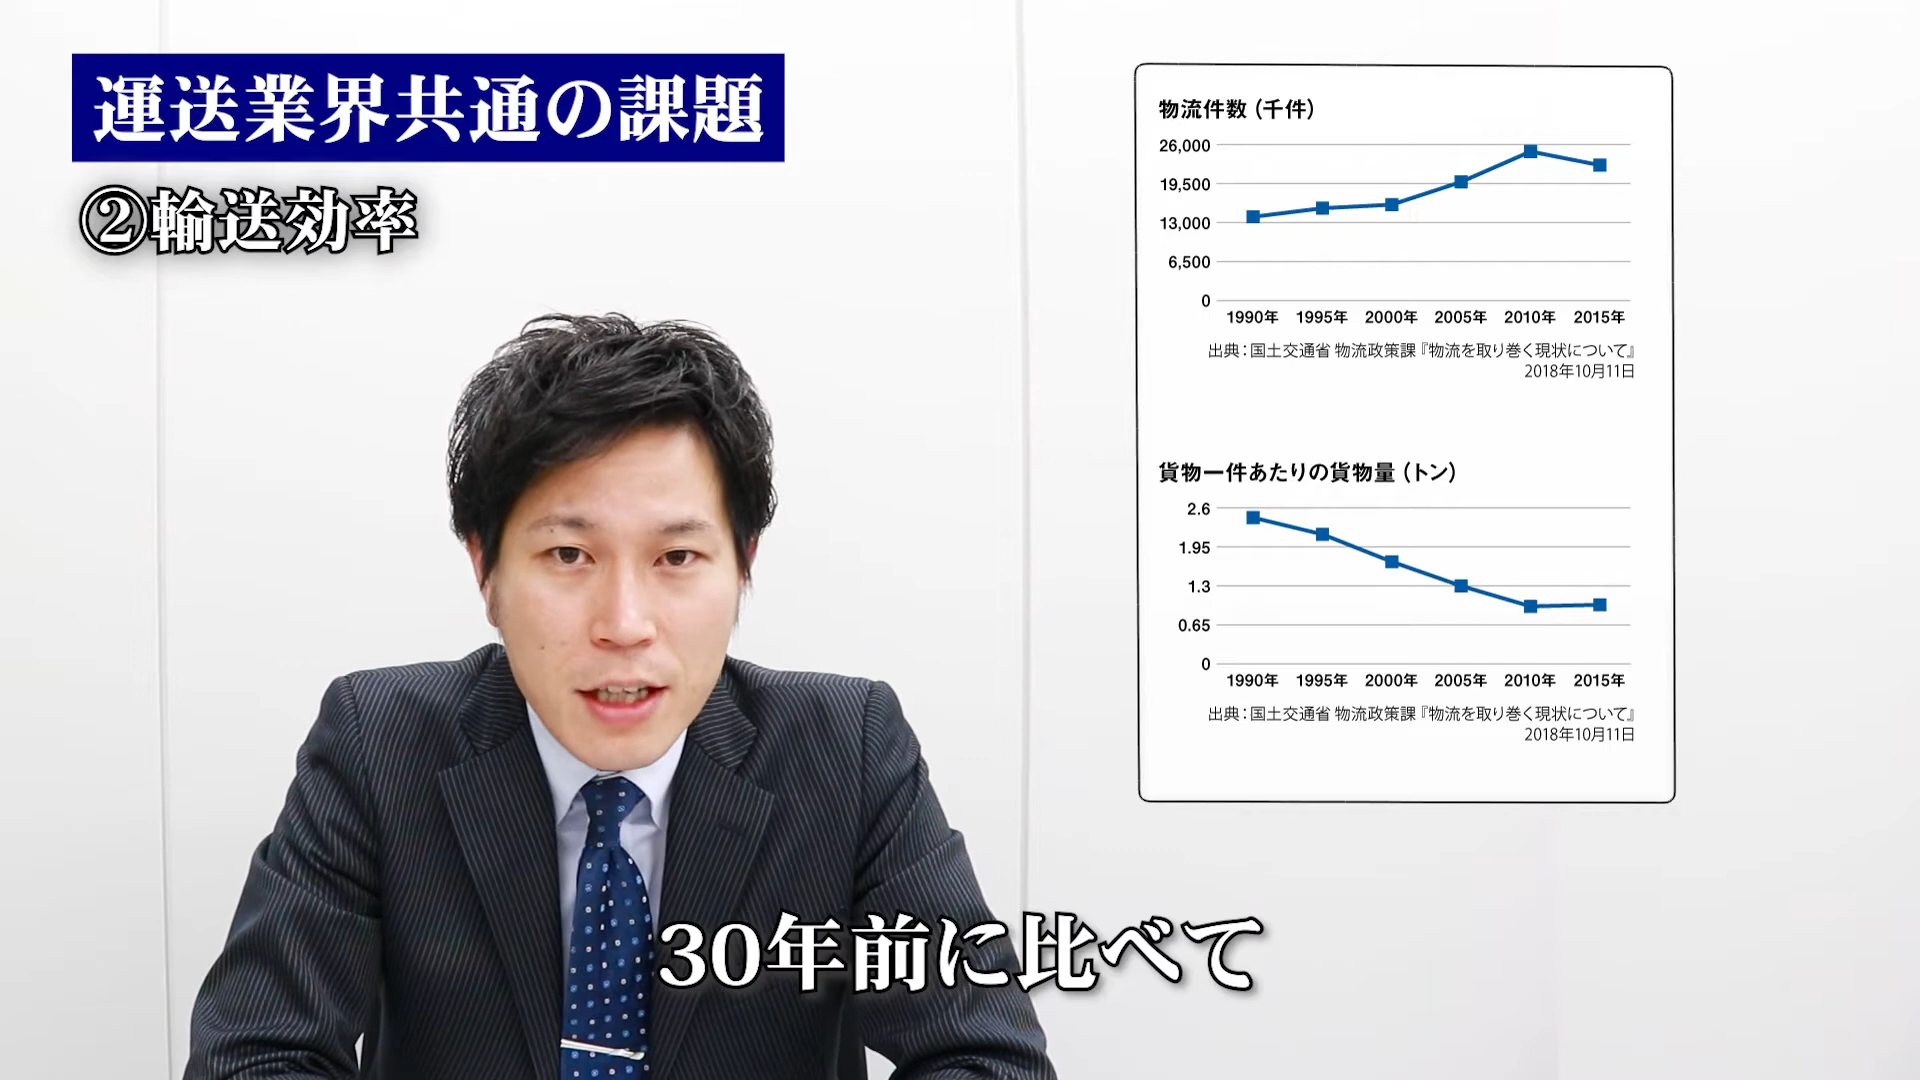 運送業界共通の課題
②輸送効率
物流件数（千件）
26,000
19,500
13,000
6,500
0
1990年 1995年 2000年 2005年 2010年 2015年
出典：国土交通省 物流政策課『物流を取り巻く現状について』
2018年10月11日
貨物一件あたりの貨物量（トン）
2.6
1.95
1.3
0.65
0
1990年 1995年 2000年 2005年 2010年 2015年
出典：国土交通省 物流政策課『物流を取り巻く現状について』
2018年10月11日
30年前に比べて